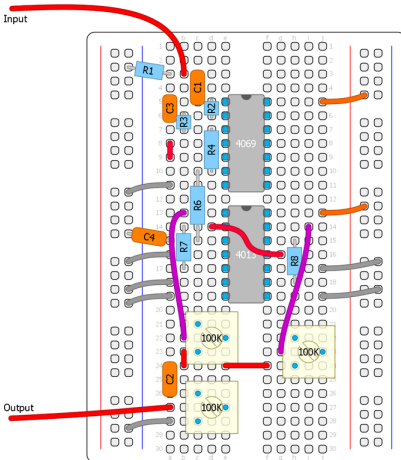 Input
R1
C1
C3
R2
R3
R4
4069
R6
4013
C4
R7
R8
100K
100K
C2
100K
Output